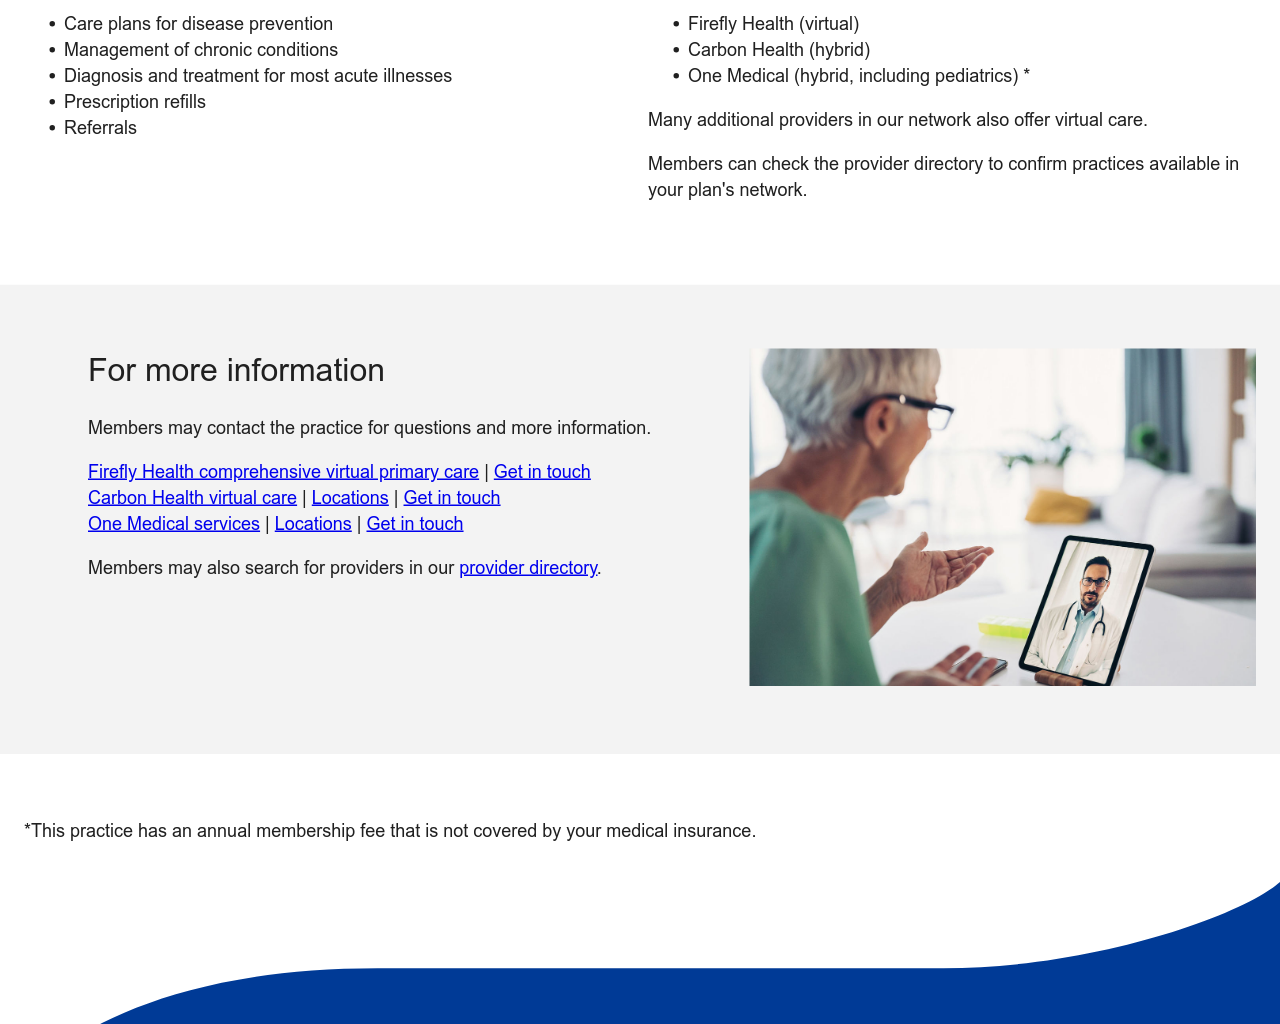 Care plans for disease prevention
Management of chronic conditions
Diagnosis and treatment for most acute illnesses
Prescription refills
Referrals
Firefly Health (virtual)
Carbon Health (hybrid)
One Medical (hybrid, including pediatrics) *
Many additional providers in our network also offer virtual care.
Members can check the provider directory to confirm practices available in
your plan's network.
For more information
Members may contact the practice for questions and more information.
Firefly Health comprehensive virtual primary care | Get in touch
Carbon Health virtual care | Locations | Get in touch
One Medical services | Locations | Get in touch
Members may also search for providers in our provider directory.
*This practice has an annual membership fee that is not covered by your medical insurance.